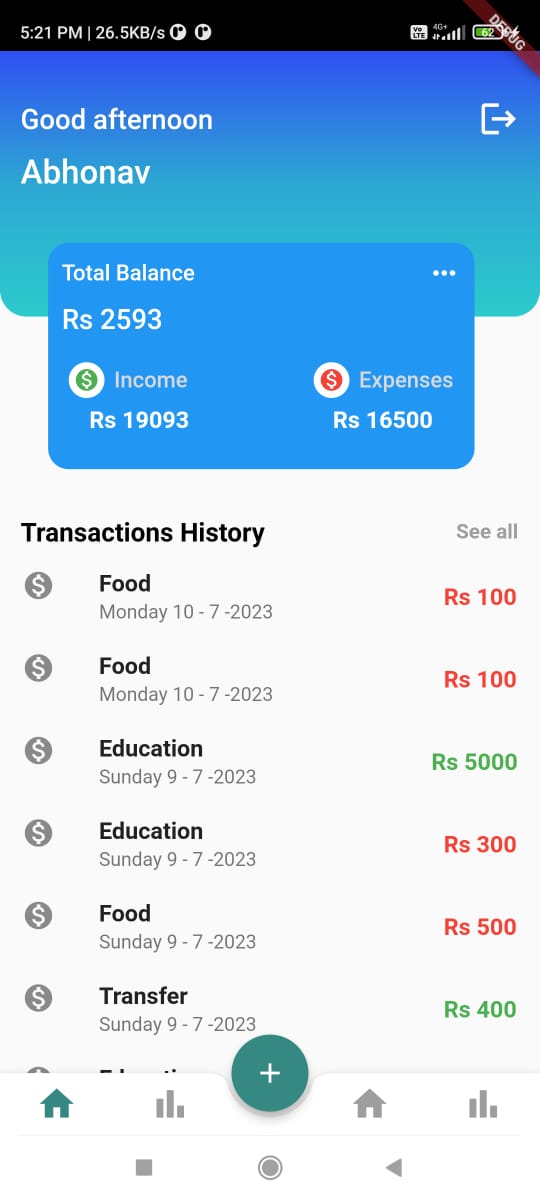 5:21 PM | 26.5KB/s
Vo LTE 4G+ 62
DEBUG
Good afternoon
Abhonav
Total Balance
Rs 2593
Income
Expenses
Rs 19093
Rs 16500
Transactions History
See all
Food
Monday 10 - 7 -2023
Rs 100
Food
Monday 10 - 7 -2023
Rs 100
Education
Sunday 9 - 7 -2023
Rs 5000
Education
Sunday 9 - 7 -2023
Rs 300
Food
Sunday 9 - 7 -2023
Rs 500
Transfer
Sunday 9 - 7 -2023
Rs 400